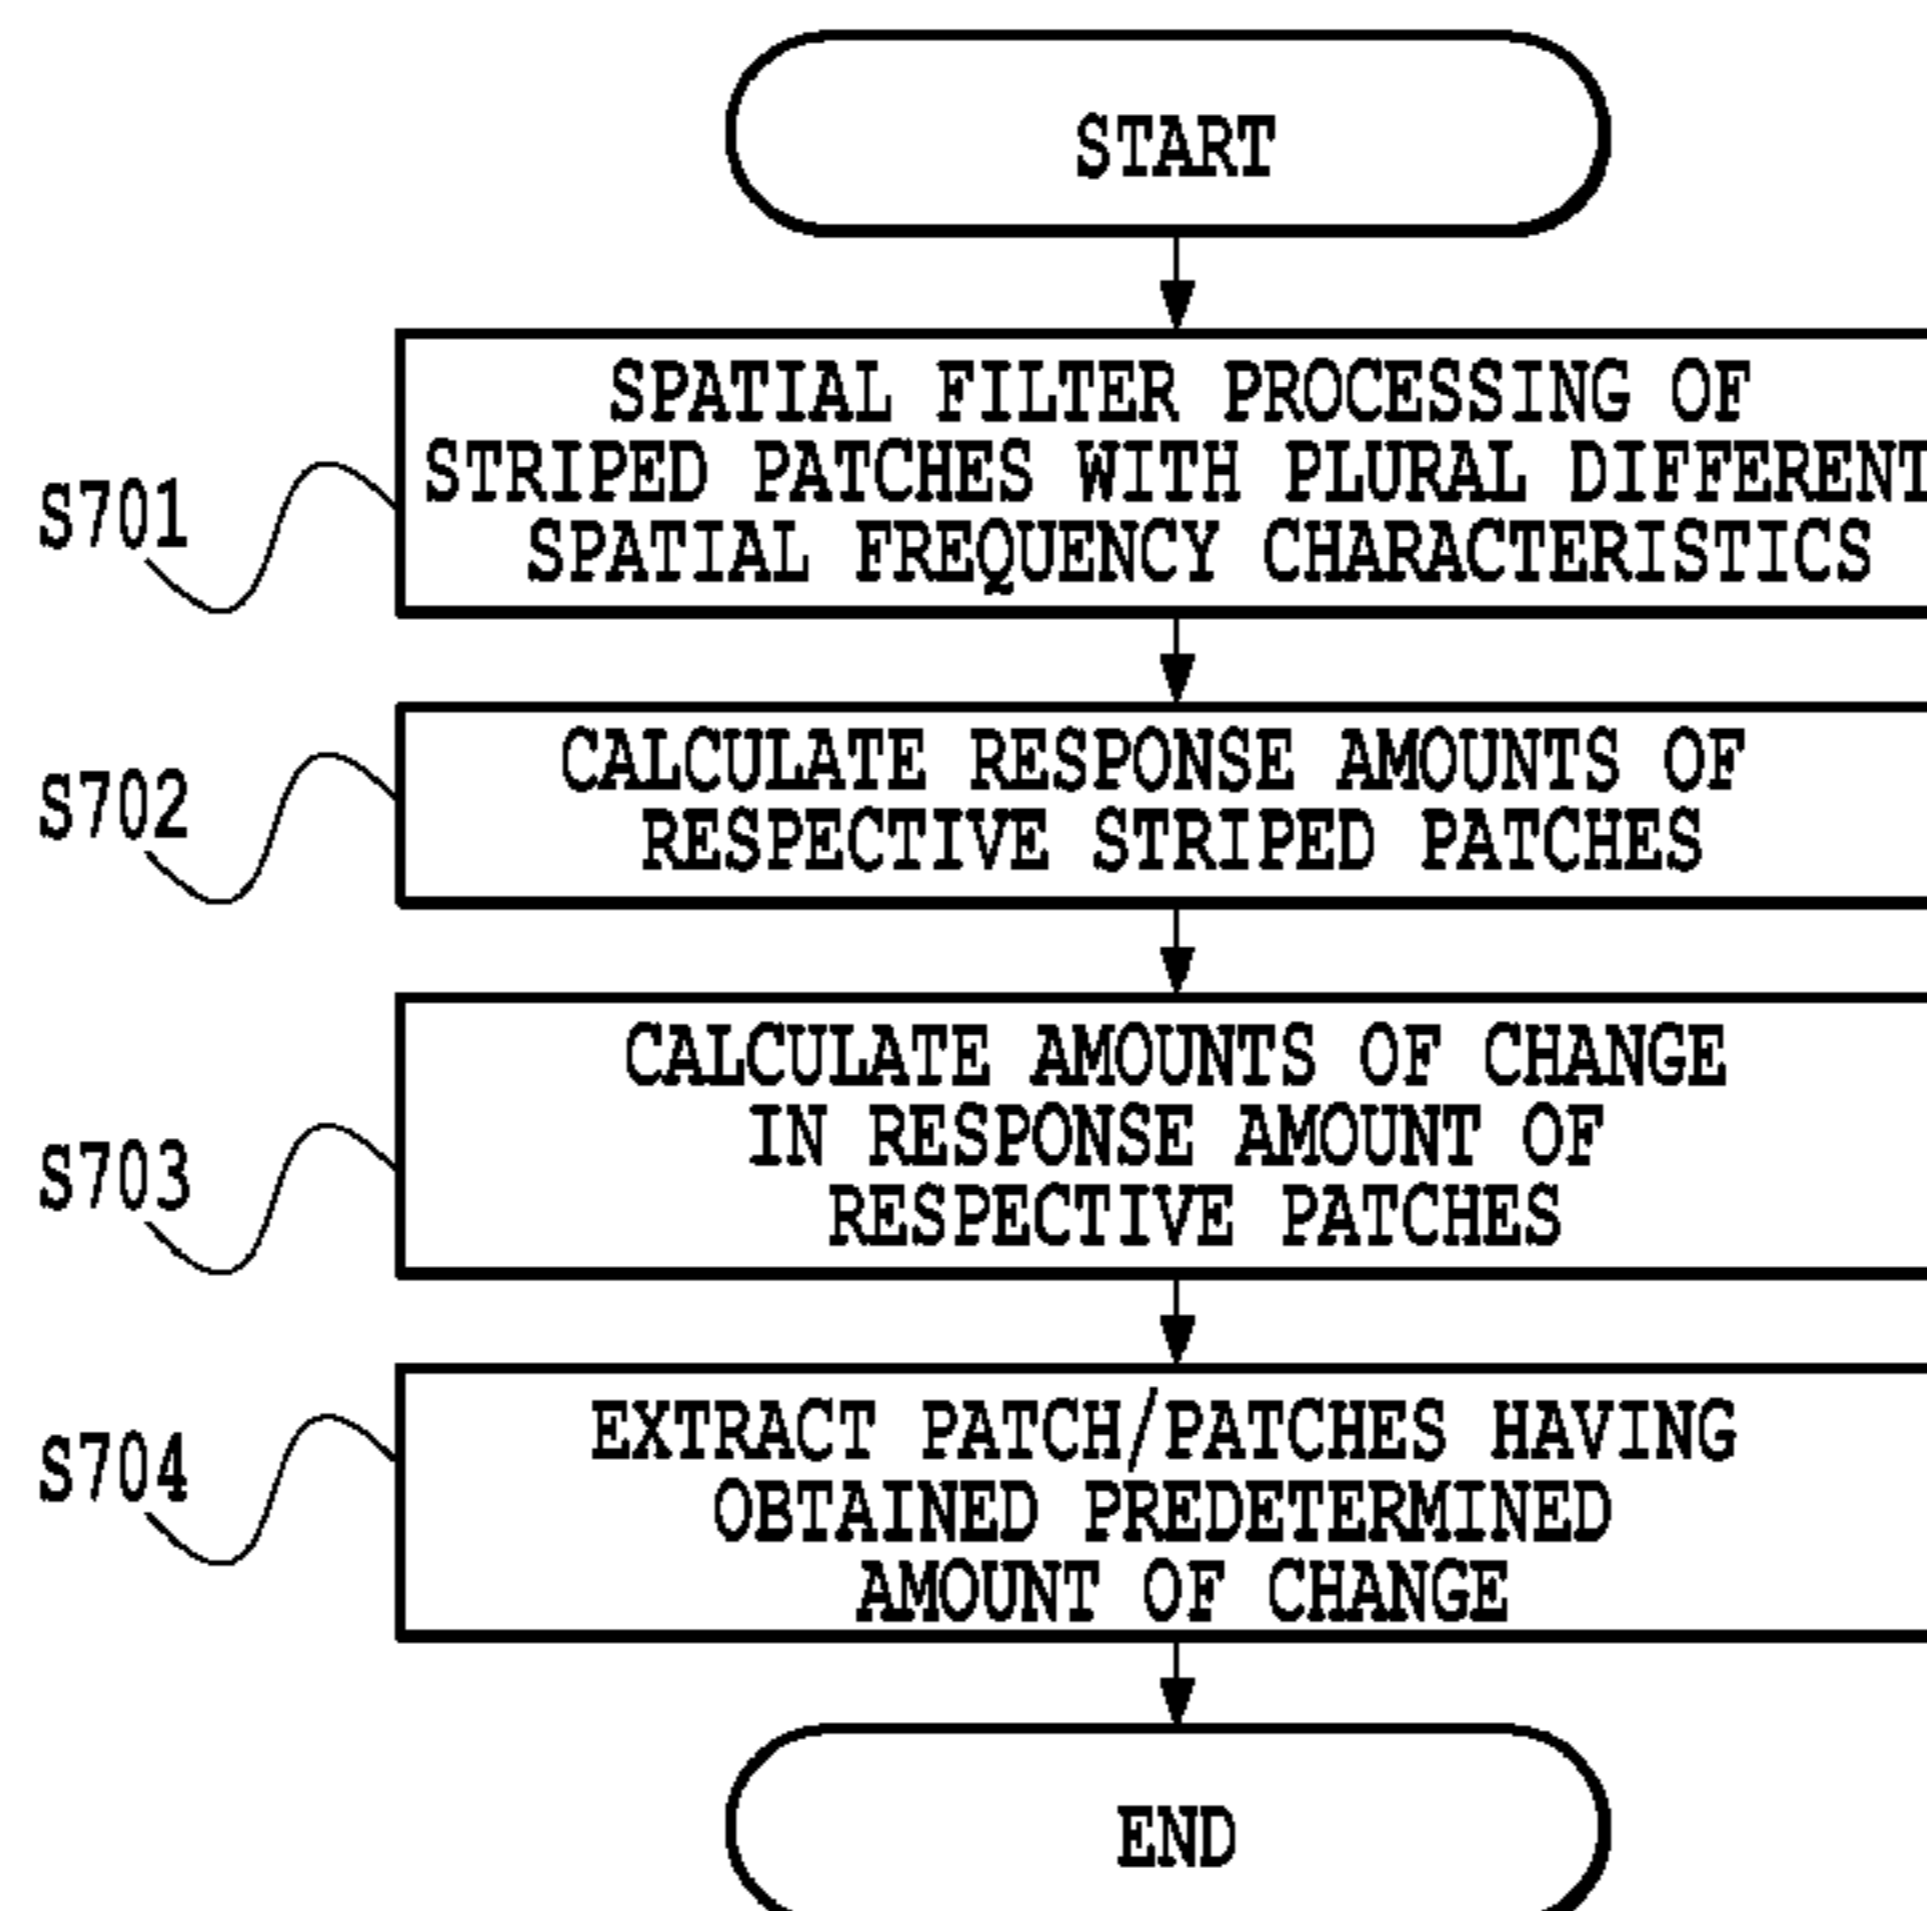 START
SPATIAL FILTER PROCESSING OF
STRIPED PATCHES WITH PLURAL DIFFERENT
SPATIAL FREQUENCY CHARACTERISTICS
S701
CALCULATE RESPONSE AMOUNTS OF
RESPECTIVE STRIPED PATCHES
S702
CALCULATE AMOUNTS OF CHANGE
IN RESPONSE AMOUNT OF
RESPECTIVE PATCHES
S703
EXTRACT PATCH/PATCHES HAVING
OBTAINED PREDETERMINED
AMOUNT OF CHANGE
S704
END